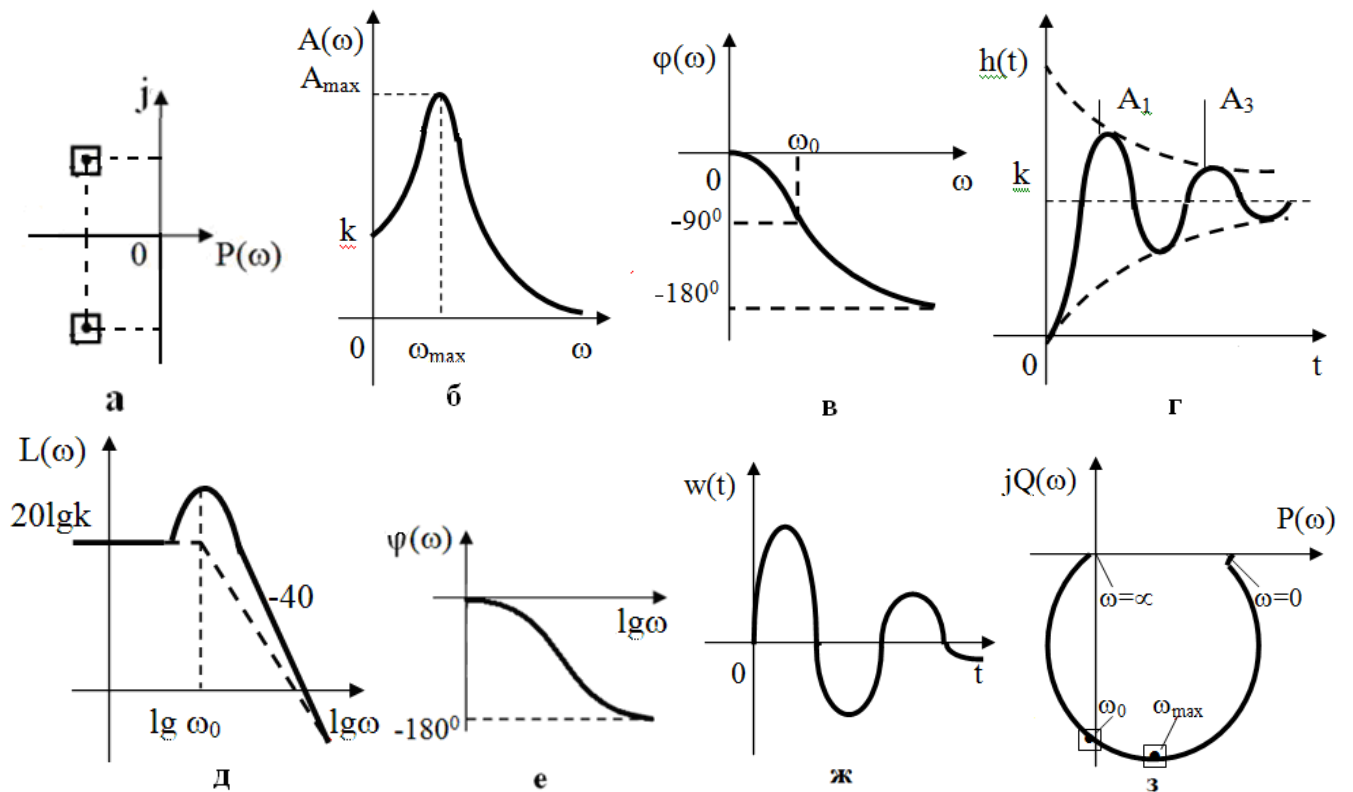 j
0
P(ω)
а
A(ω)
Amax
k
0
ωmax
ω
б
φ(ω)
ω0
0
ω
-90⁰
-180⁰
в
h(t)
A1
A3
k
0
t
г
L(ω)
20lgk
-40
lg ω0
lgω
д
φ(ω)
lgω
-180⁰
е
w(t)
0
t
ж
jQ(ω)
P(ω)
ω=∞
ω=0
ω0
ωmax
з